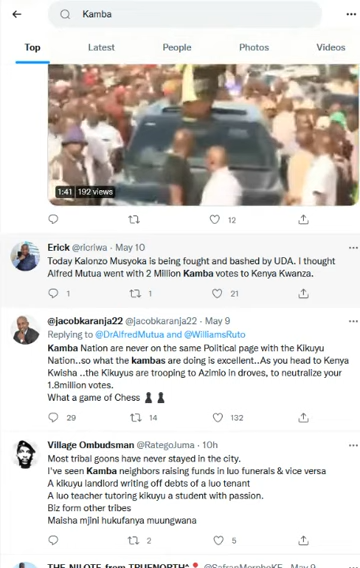 Kamba
Top Latest People Photos Videos
1:41 192 views
12
Erick @ricriwa · May 10
Today Kalonzo Musyoka is being fought and bashed by UDA. I thought
Alfred Mutua went with 2 Million Kamba votes to Kenya Kwanza.
1 1 21
@jacobkaranja22 @jacobkaranja22 · May 9
Replying to @DrAlfredMutua and @WilliamsRuto
Kamba Nation are never on the same Political page with the Kikuyu
Nation..so what the kambas are doing is excellent..As you head to Kenya
Kwisha ..the Kikuyus are trooping to Azimio in droves, to neutralize your
1.8million votes.
What a game of Chess
29 14 132
Village Ombudsman @RategoJuma · 10h
Most tribal goons have never stayed in the city.
I've seen Kamba neighbors raising funds in luo funerals & vice versa
A kikuyu landlord writing off debts of a luo tenant
A luo teacher tutoring kikuyu a student with passion.
Biz form other tribes
Maisha mjini hukufanya muungwana
2 5
THE NILOTE from TRUENORTH